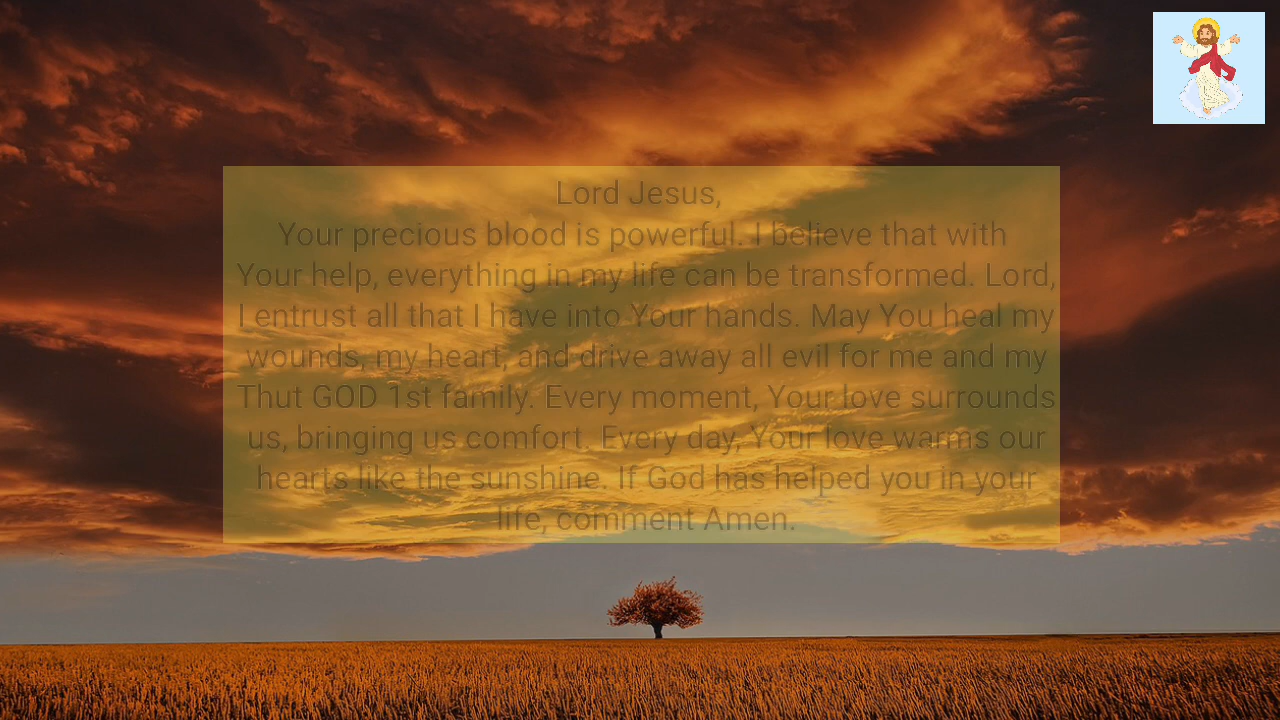 Lord Jesus,
Your precious blood is powerful. I believe that with
Your help, everything in my life can be transformed. Lord,
I entrust all that I have into Your hands. May You heal my
wounds, my heart, and drive away all evil for me and my
Thut GOD 1st family. Every moment, Your love surrounds
us, bringing us comfort. Every day, Your love warms our
hearts like the sunshine. If God has helped you in your
life, comment Amen.